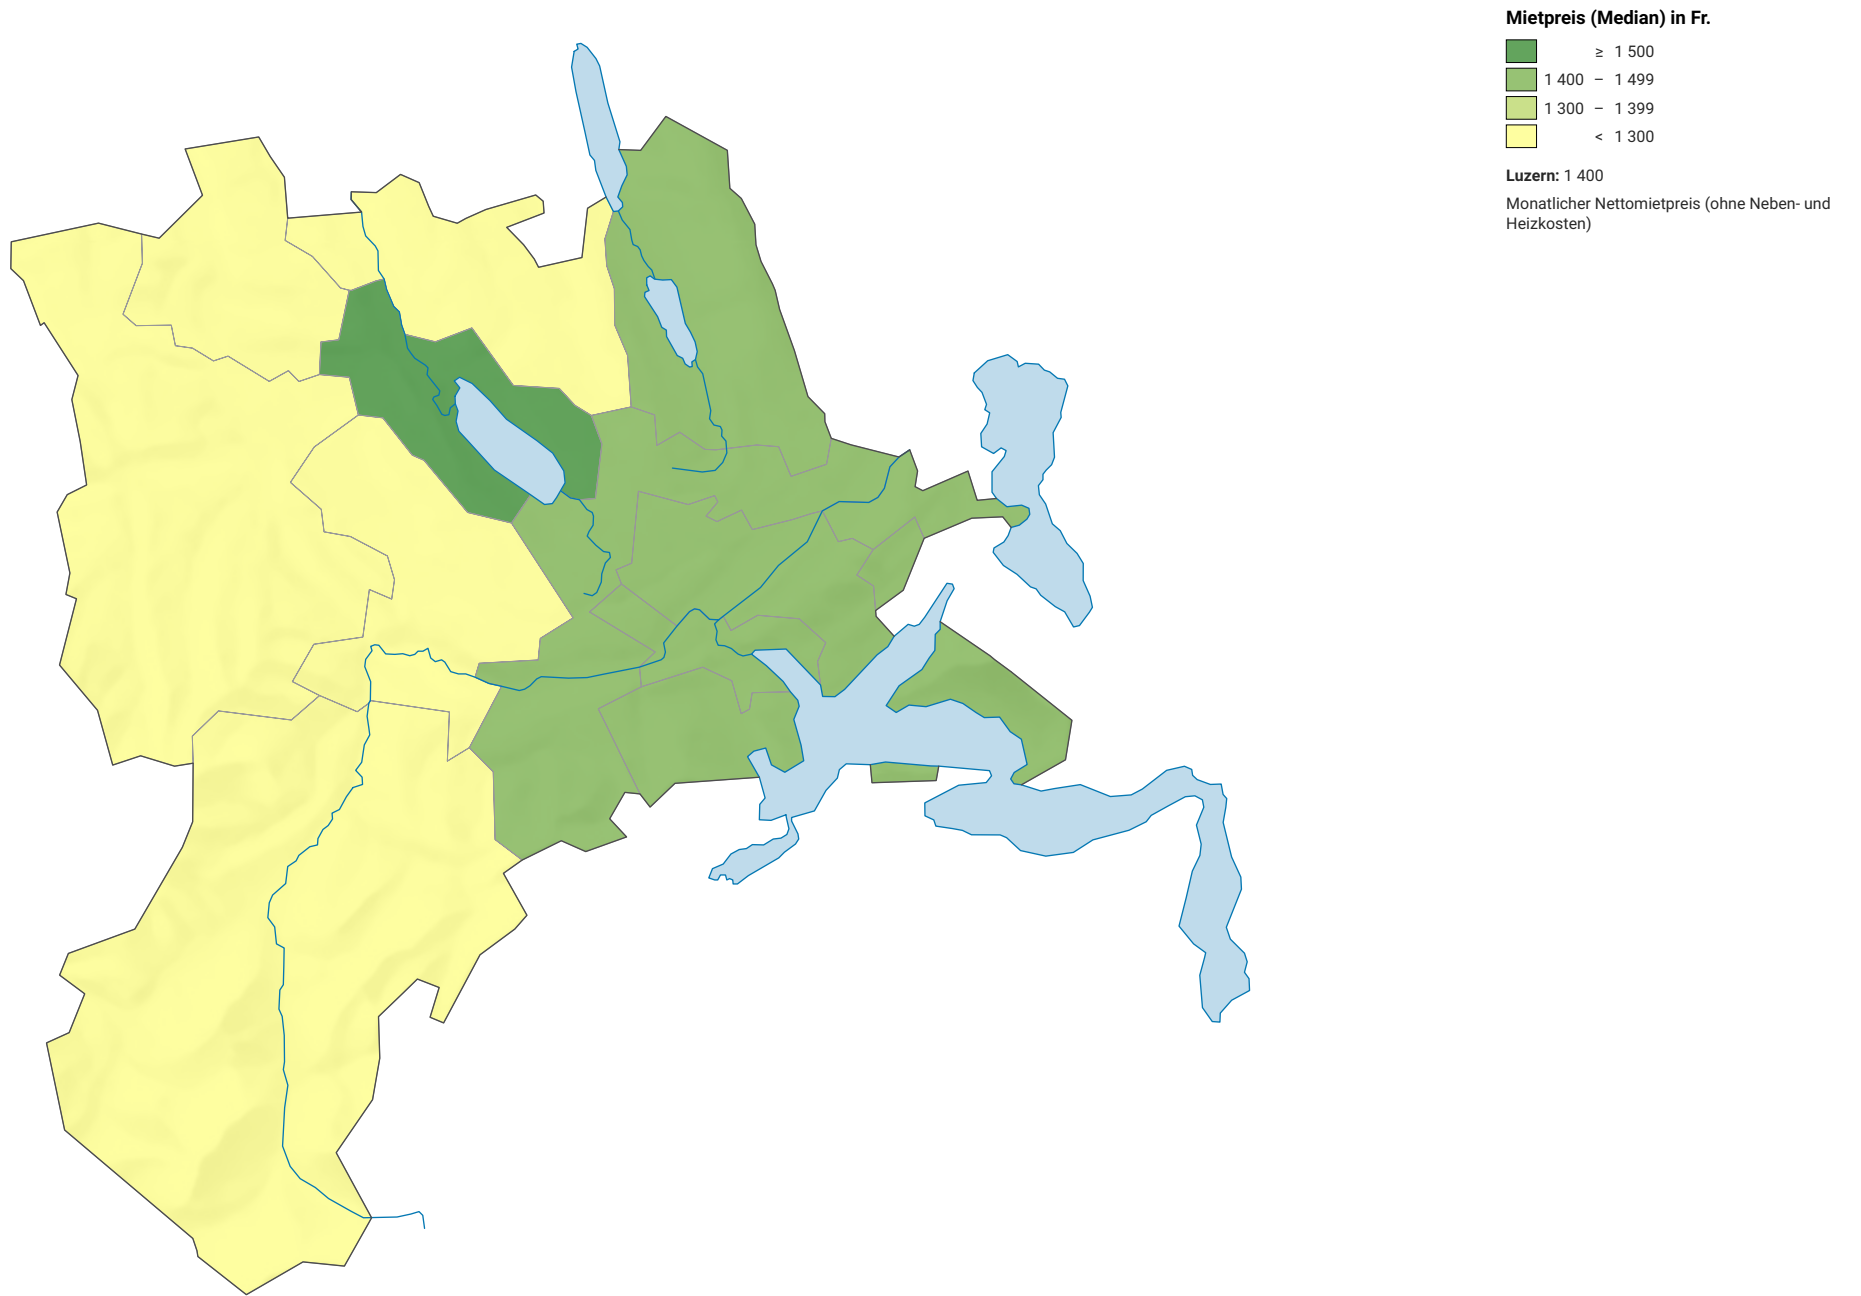 Mietpreis (Median) in Fr.
≥ 1 500
1 400 – 1 499
1 300 – 1 399
< 1 300
Luzern: 1 400
Monatlicher Nettomietpreis (ohne Neben- und
Heizkosten)